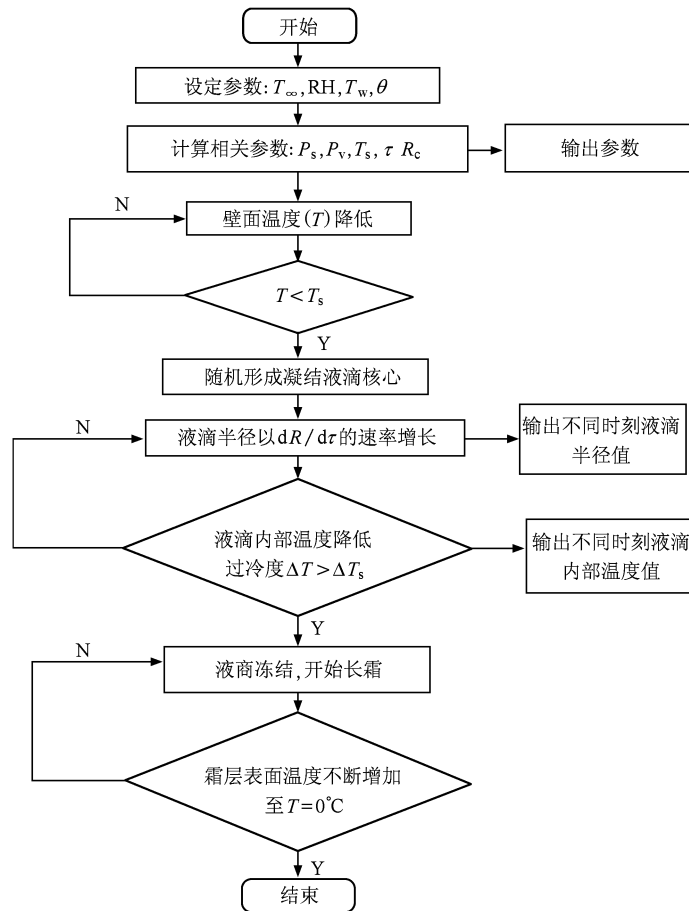 开始
设定参数:T∞,RH,Tw,θ
计算相关参数:Ps,Pv,Ts, τ Rc
输出参数
N
壁面温度(T)降低
T<Ts
Y
随机形成凝结液滴核心
N
液滴半径以dR/dτ的速率增长
输出不同时刻液滴
半径值
液滴内部温度降低
过冷度ΔT>ΔTs
输出不同时刻液滴
内部温度值
Y
N
液商冻结,开始长霜
霜层表面温度不断增加
至T=0℃
Y
结束